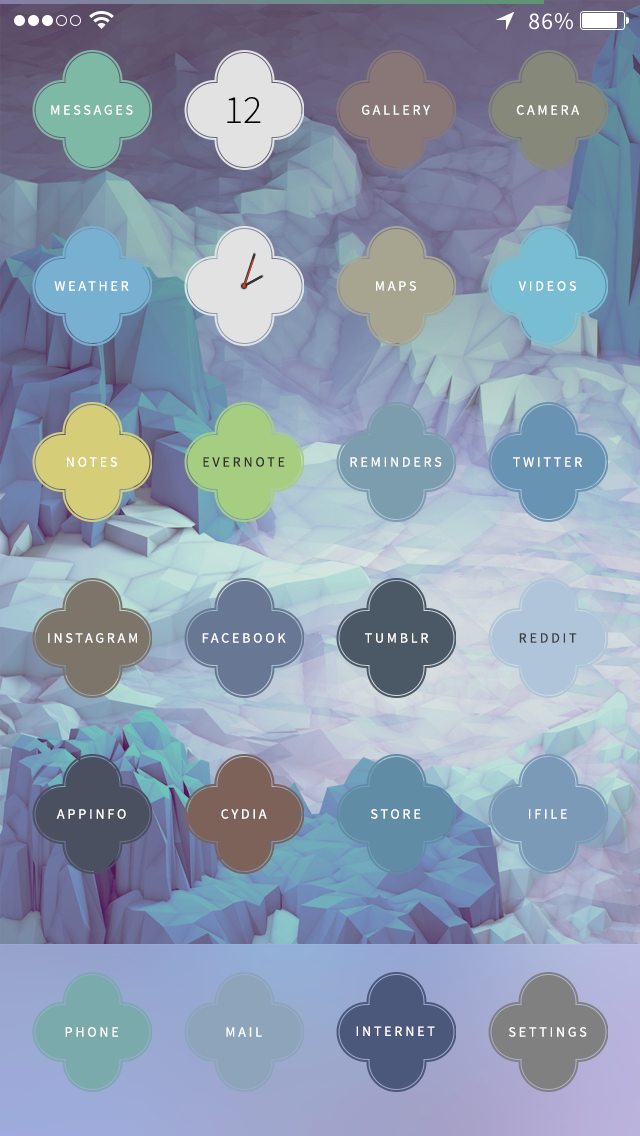 86%
MESSAGES
12
GALLERY
CAMERA
WEATHER
MAPS
VIDEOS
NOTES
EVERNOTE
REMINDERS
TWITTER
INSTAGRAM
FACEBOOK
TUMBLR
REDDIT
APPINFO
CYDIA
STORE
IFILE
PHONE
MAIL
INTERNET
SETTINGS